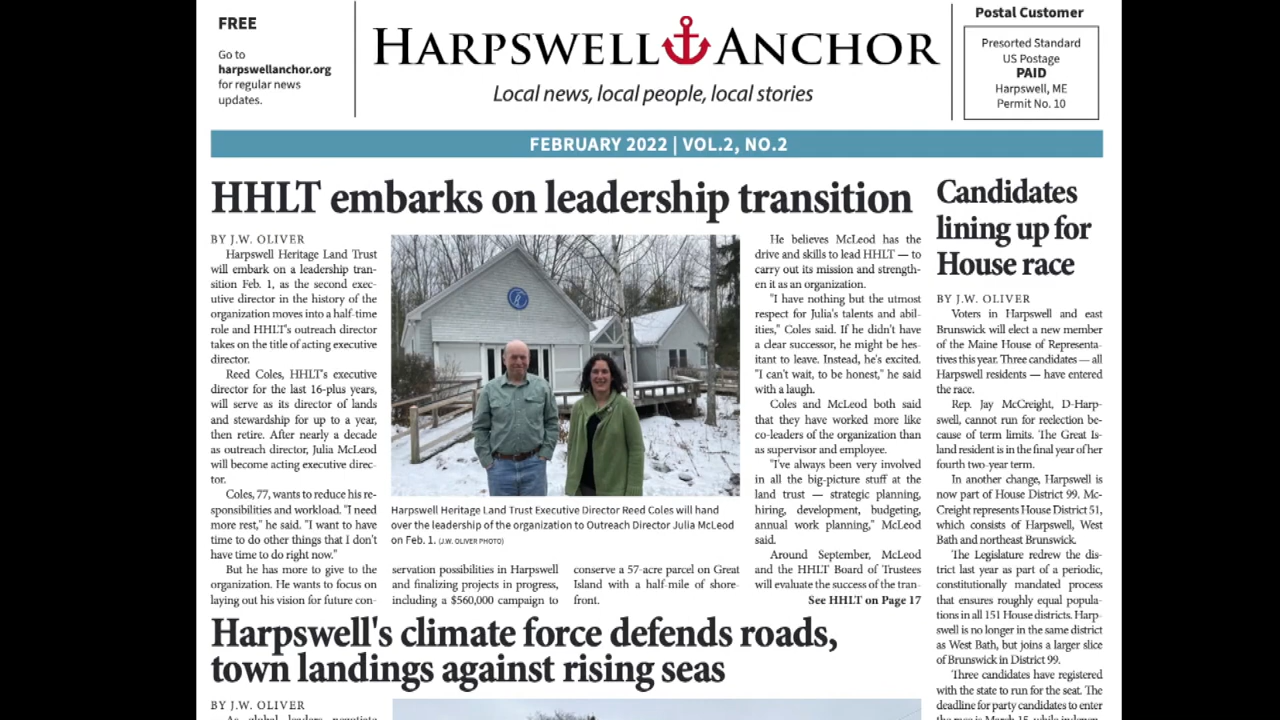 FREE
Go to
harpswellanchor.org
for regular news
updates.
HARPSWELL ANCHOR
Local news, local people, local stories
Postal Customer
Presorted Standard
US Postage
PAID
Harpswell, ME
Permit No. 10
FEBRUARY 2022 | VOL.2, NO.2
HHLT embarks on leadership transition
BY J.W. OLIVER
Harpswell Heritage Land Trust
will embark on a leadership tran-
sition Feb. 1, as the second exec-
utive director in the history of the
organization moves into a half-time
role and HHLT's outreach director
takes on the title of acting executive
director.
Reed Coles, HHLT's executive
director for the last 16-plus years,
will serve as its director of lands
and stewardship for up to a year,
then retire. After nearly a decade
as outreach director, Julia McLeod
will become acting executive direc-
tor.
Coles, 77, wants to reduce his re-
sponsibilities and workload. "I need
more rest," he said. "I want to have
time to do other things that I don't
have time to do right now."
But he has more to give to the
organization. He wants to focus on
laying out his vision for future con-
Harpswell Heritage Land Trust Executive Director Reed Coles will hand
over the leadership of the organization to Outreach Director Julia McLeod
on Feb. 1. (J.W. OLIVER PHOTO)
servation possibilities in Harpswell
and finalizing projects in progress,
including a $560,000 campaign to
conserve a 57-acre parcel on Great
Island with a half-mile of shore-
front.
He believes McLeod has the
drive and skills to lead HHLT — to
carry out its mission and strength-
en it as an organization.
"I have nothing but the utmost
respect for Julia's talents and abil-
ities," Coles said. If he didn't have
a clear successor, he might be hes-
itant to leave. Instead, he's excited.
"I can't wait, to be honest," he said
with a laugh.
Coles and McLeod both said
that they have worked more like
co-leaders of the organization than
as supervisor and employee.
"I've always been very involved
in all the big-picture stuff at the
land trust — strategic planning,
hiring, development, budgeting,
annual work planning," McLeod
said.
Around September, McLeod
and the HHLT Board of Trustees
will evaluate the success of the tran-
See HHLT on Page 17
Candidates
lining up for
House race
BY J.W. OLIVER
Voters in Harpswell and east
Brunswick will elect a new member
of the Maine House of Representa-
tives this year. Three candidates — all
Harpswell residents — have entered
the race.
Rep. Jay McCreight, D-Harp-
swell, cannot run for reelection be-
cause of term limits. The Great Is-
land resident is in the final year of her
fourth two-year term.
In another change, Harpswell is
now part of House District 99. Mc-
Creight represents House District 51,
which consists of Harpswell, West
Bath and northeast Brunswick.
The Legislature redrew the dis-
trict last year as part of a periodic,
constitutionally mandated process
that ensures roughly equal popula-
tions in all 151 House districts. Harp-
swell is no longer in the same district
as West Bath, but joins a larger slice
of Brunswick in District 99.
Three candidates have registered
with the state to run for the seat. The
deadline for party candidates to enter
the race is March 15, while indepen-
Harpswell's climate force defends roads,
town landings against rising seas
BY J.W. OLIVER
As global leaders negotiate